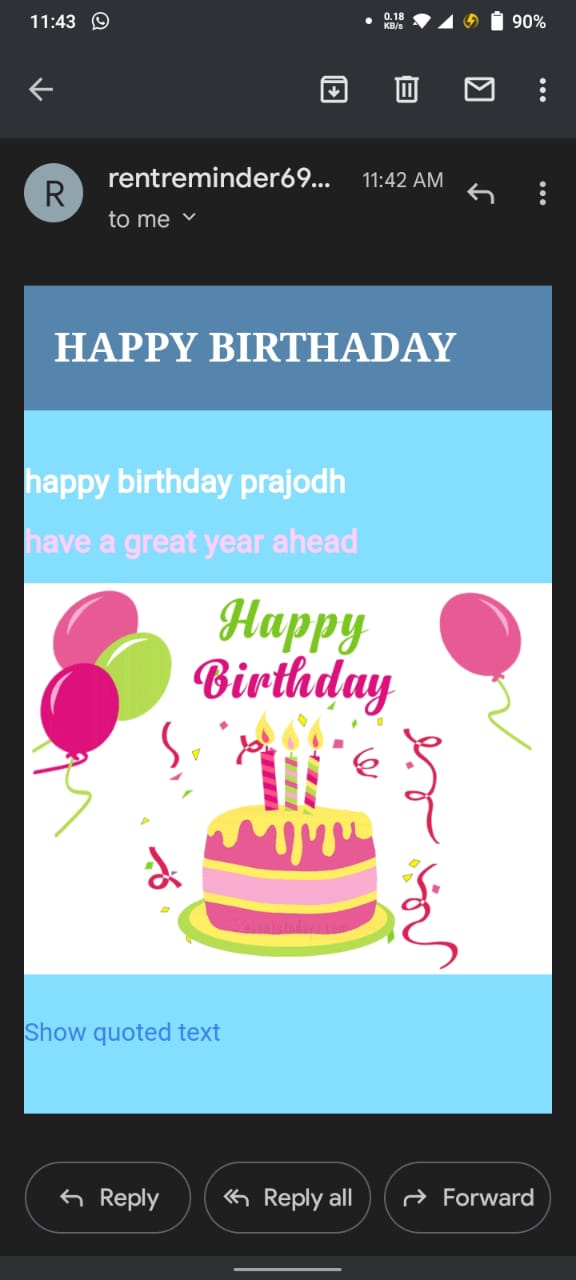 11:43
0.18
KB/s
90%
rentreminder69...
11:42 AM
R
to me
HAPPY BIRTHADAY
happy birthday prajodh
have a great year ahead
Happy
Birthday
Show quoted text
Reply
Reply all
Forward